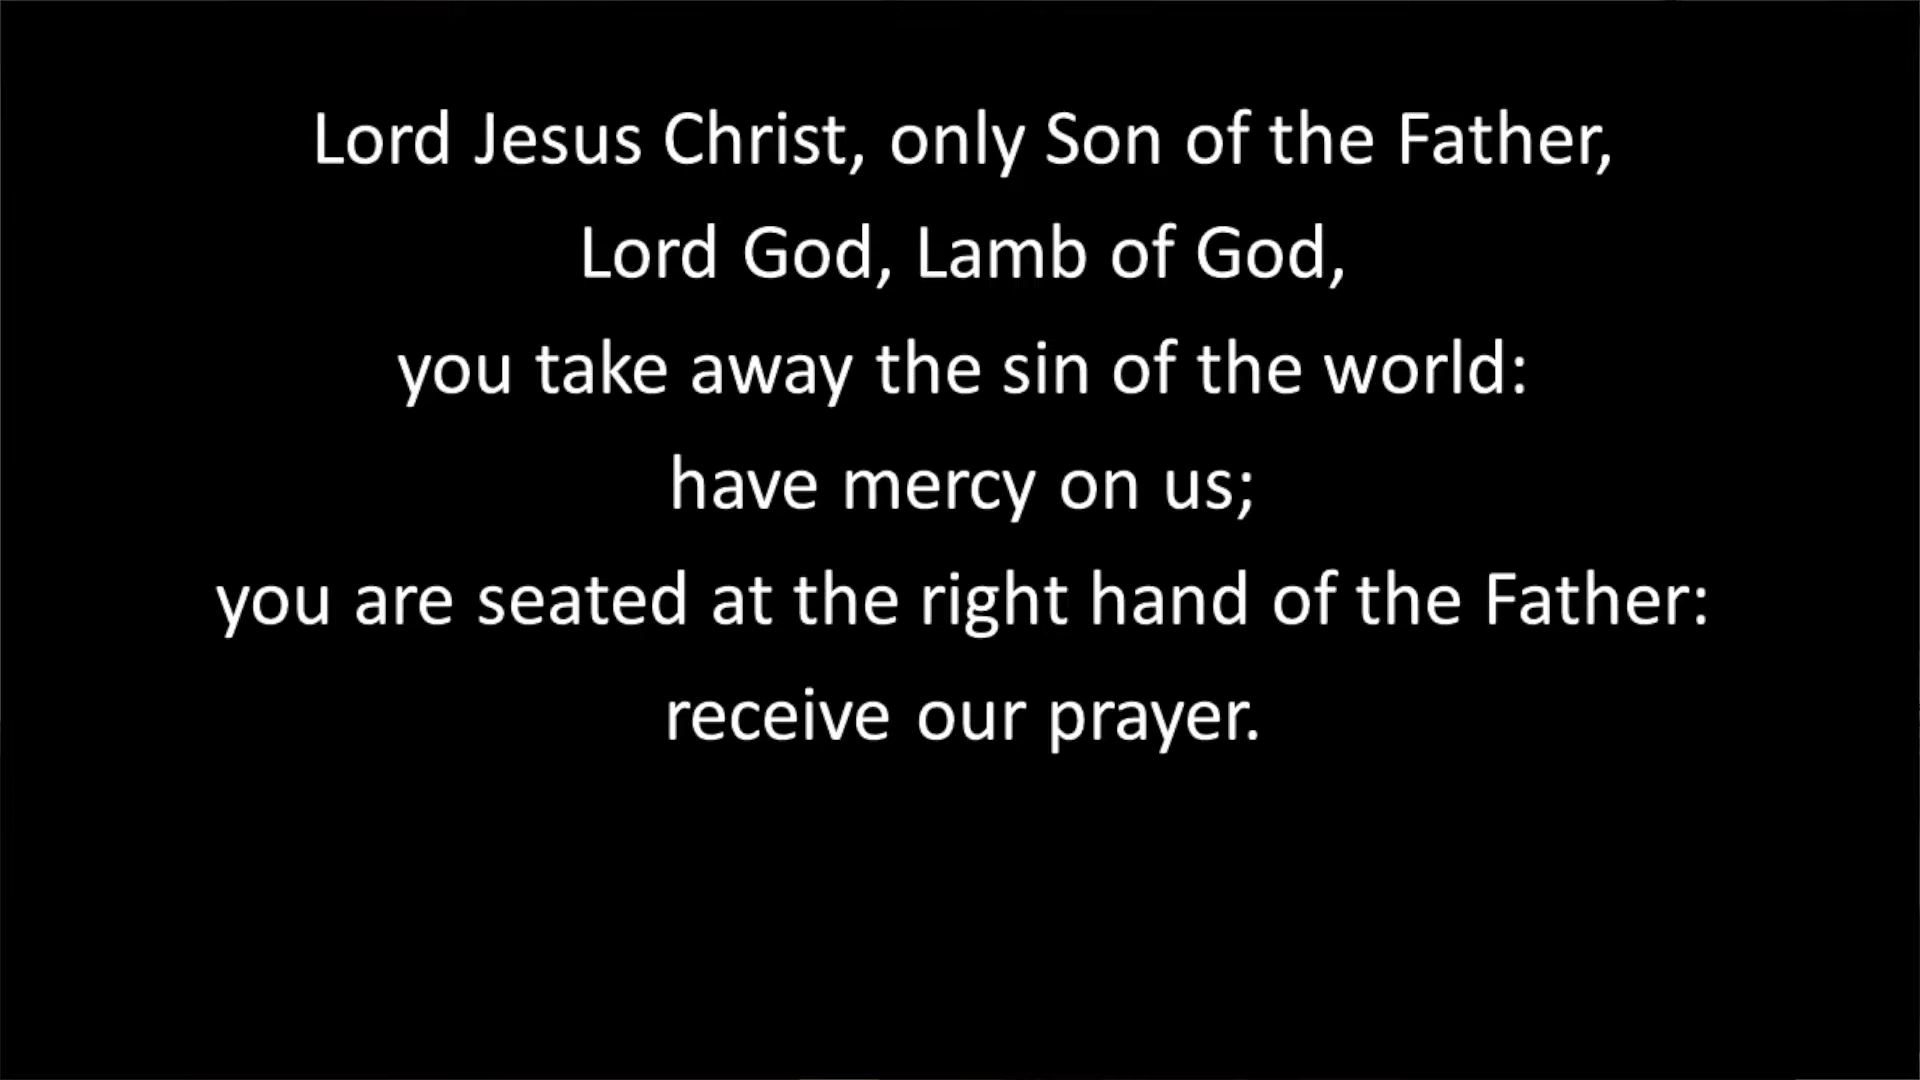 Lord Jesus Christ, only Son of the Father,
Lord God, Lamb of God,
you take away the sin of the world:
have mercy on us;
you are seated at the right hand of the Father:
receive our prayer.